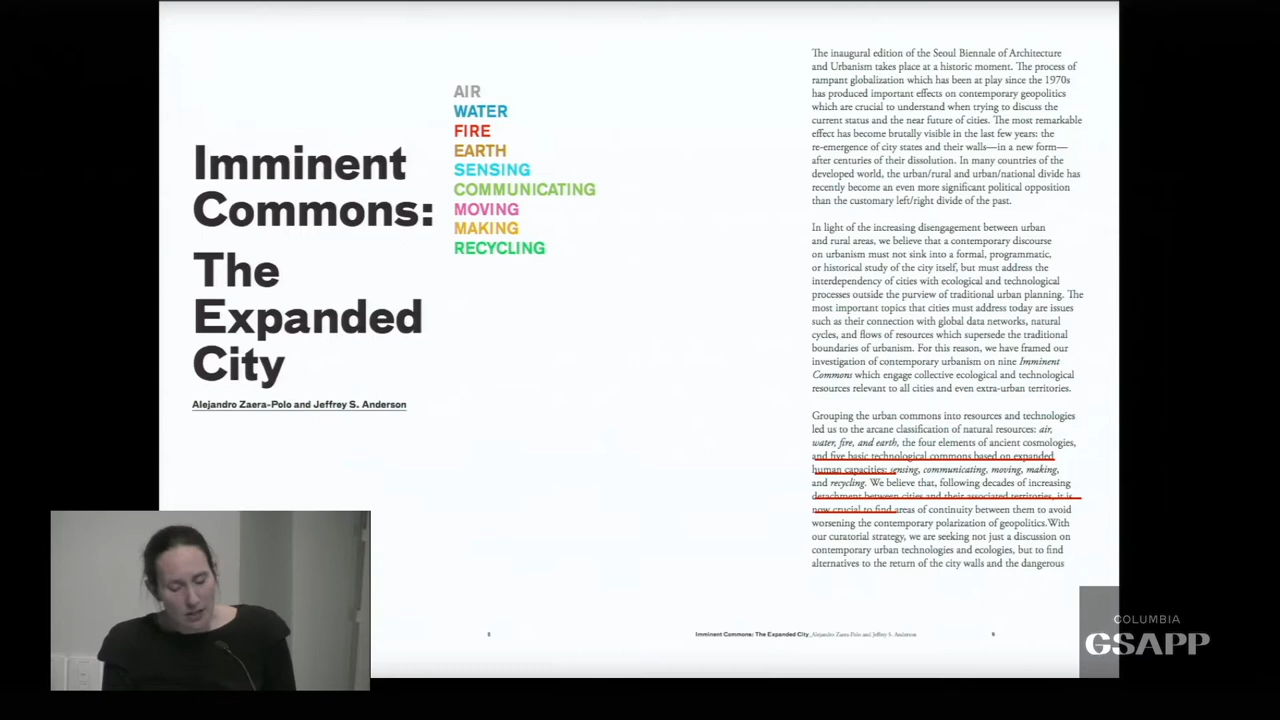 Imminent
Commons:
The
Expanded
City
Alejandro Zaera-Polo and Jeffrey S. Anderson
AIR
WATER
FIRE
EARTH
SENSING
COMMUNICATING
MOVING
MAKING
RECYCLING
The inaugural edition of the Seoul Biennale of Architecture
and Urbanism takes place at a historic moment. The process of
rampant globalization which has been at play since the 1970s
has produced important effects on contemporary geopolitics
which are crucial to understand when trying to discuss the
current status and the near future of cities. The most remarkable
effect has become brutally visible in the last few years: the
re-emergence of city states and their walls—in a new form—
after centuries of their dissolution. In many countries of the
developed world, the urban/rural and urban/national divide has
recently become an even more significant political opposition
than the customary left/right divide of the past.
In light of the increasing disengagement between urban
and rural areas, we believe that a contemporary discourse
on urbanism must not sink into a formal, programmatic,
or historical study of the city itself, but must address the
interdependency of cities with ecological and technological
processes outside the purview of traditional urban planning. The
most important topics that cities must address today are issues
such as their connection with global data networks, natural
cycles, and flows of resources which supersede the traditional
boundaries of urbanism. For this reason, we have framed our
investigation of contemporary urbanism on nine Imminent
Commons which engage collective ecological and technological
resources relevant to all cities and even extra-urban territories.
Grouping the urban commons into resources and technologies
led us to the arcane classification of natural resources: air,
water, fire, and earth, the four elements of ancient cosmologies,
and five basic technological commons based on expanded
human capacities: sensing, communicating, moving, making,
and recycling. We believe that, following decades of increasing
detachment between cities and their associated territories, it is
now crucial to find areas of continuity between them to avoid
worsening the contemporary polarization of geopolitics.With
our curatorial strategy, we are seeking not just a discussion on
contemporary urban technologies and ecologies, but to find
alternatives to the return of the city walls and the dangerous
8
Imminent Commons: The Expanded City_Alejandro Zaera-Polo and Jeffrey S. Anderson
9
COLUMBIA
GSAPP